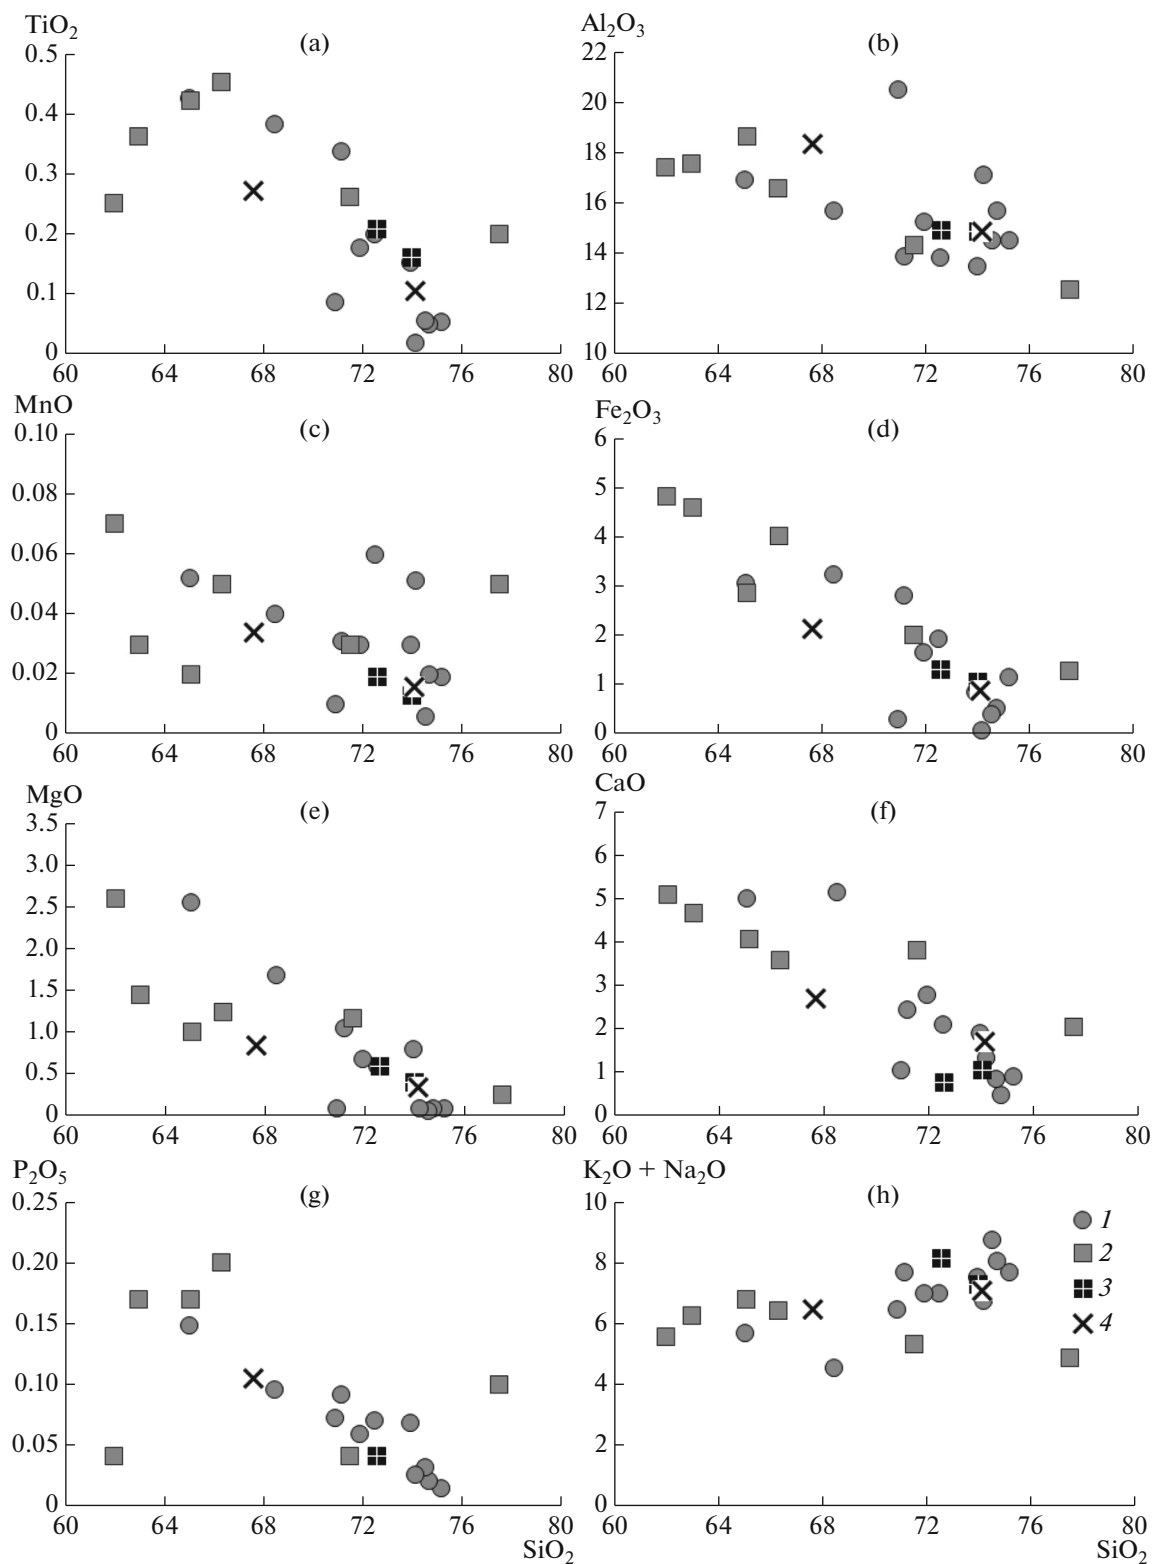 TiO2
(a)
0.5
0.4
0.3
0.2
0.1
0
60 64 68 72 76 80
Al2O3
(b)
22
20
18
16
14
12
10
60 64 68 72 76 80
MnO
(c)
0.10
0.08
0.06
0.04
0.02
0
60 64 68 72 76 80
Fe2O3
(d)
6
5
4
3
2
1
0
60 64 68 72 76 80
MgO
(e)
3.5
3.0
2.5
2.0
1.5
1.0
0.5
0
60 64 68 72 76 80
CaO
(f)
7
6
5
4
3
2
1
0
60 64 68 72 76 80
P2O5
(g)
0.25
0.20
0.15
0.10
0.05
0
60 64 68 72 76 80
SiO2
K2O + Na2O
(h)
10
8
6
4
2
0
1
2
3
4
60 64 68 72 76 80
SiO2